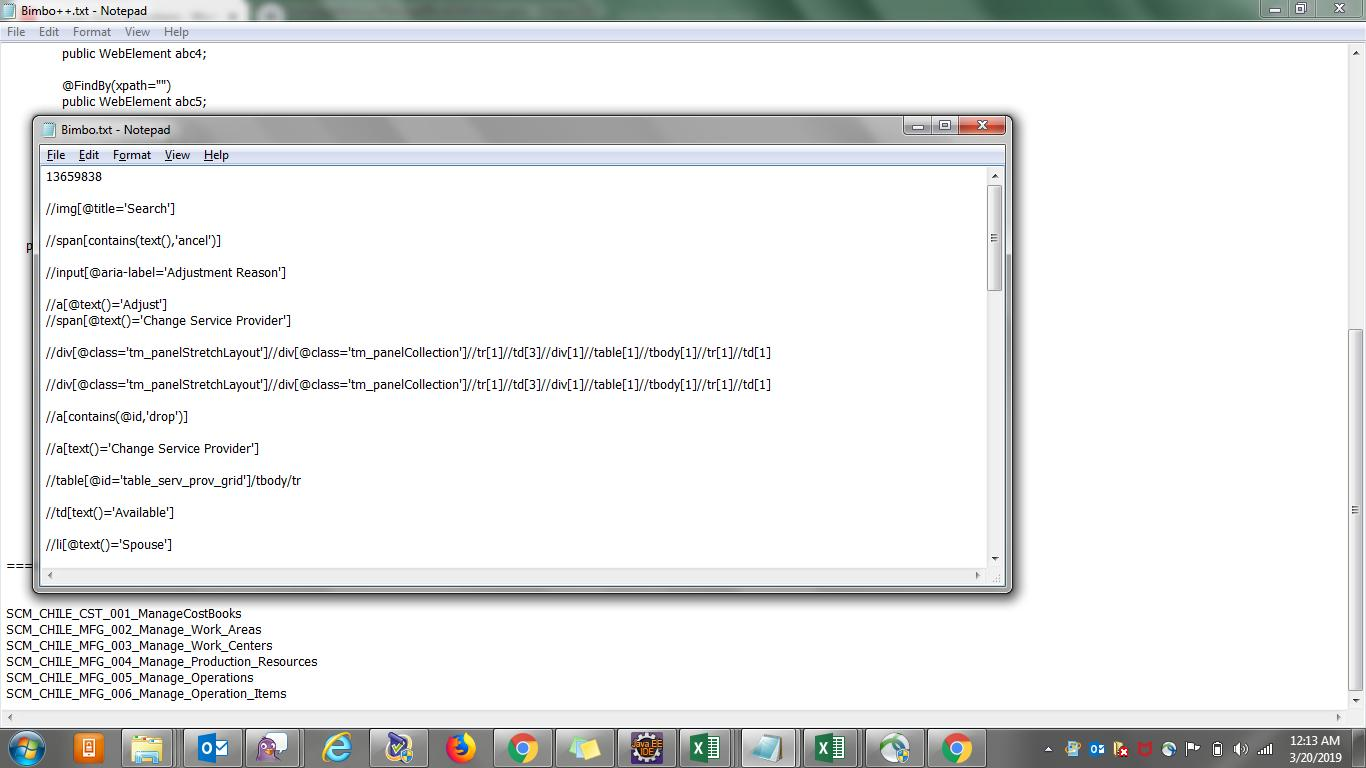 Bimbo++.txt - Notepad
File Edit Format View Help
public WebElement abc4;
@FindBy(xpath="")
public WebElement abc5;
Bimbo.txt - Notepad
File Edit Format View Help
13659838
//img[@title='Search']
//span[contains(text(),'ancel')]
//input[@aria-label='Adjustment Reason']
//a[@text()='Adjust']
//span[@text()='Change Service Provider']
//div[@class='tm_panelStretchLayout']//div[@class='tm_panelCollection']//tr[1]//td[3]//div[1]//table[1]//tbody[1]//tr[1]//td[1]
//div[@class='tm_panelStretchLayout']//div[@class='tm_panelCollection']//tr[1]//td[3]//div[1]//table[1]//tbody[1]//tr[1]//td[1]
//a[contains(@id,'drop')]
//a[text()='Change Service Provider']
//table[@id='table_serv_prov_grid']/tbody/tr
//td[text()='Available']
//li[@text()='Spouse']
SCM_CHILE_CST_001_ManageCostBooks
SCM_CHILE_MFG_002_Manage_Work_Areas
SCM_CHILE_MFG_003_Manage_Work_Centers
SCM_CHILE_MFG_004_Manage_Production_Resources
SCM_CHILE_MFG_005_Manage_Operations
SCM_CHILE_MFG_006_Manage_Operation_Items
Java EE
IDE
12:13 AM
3/20/2019